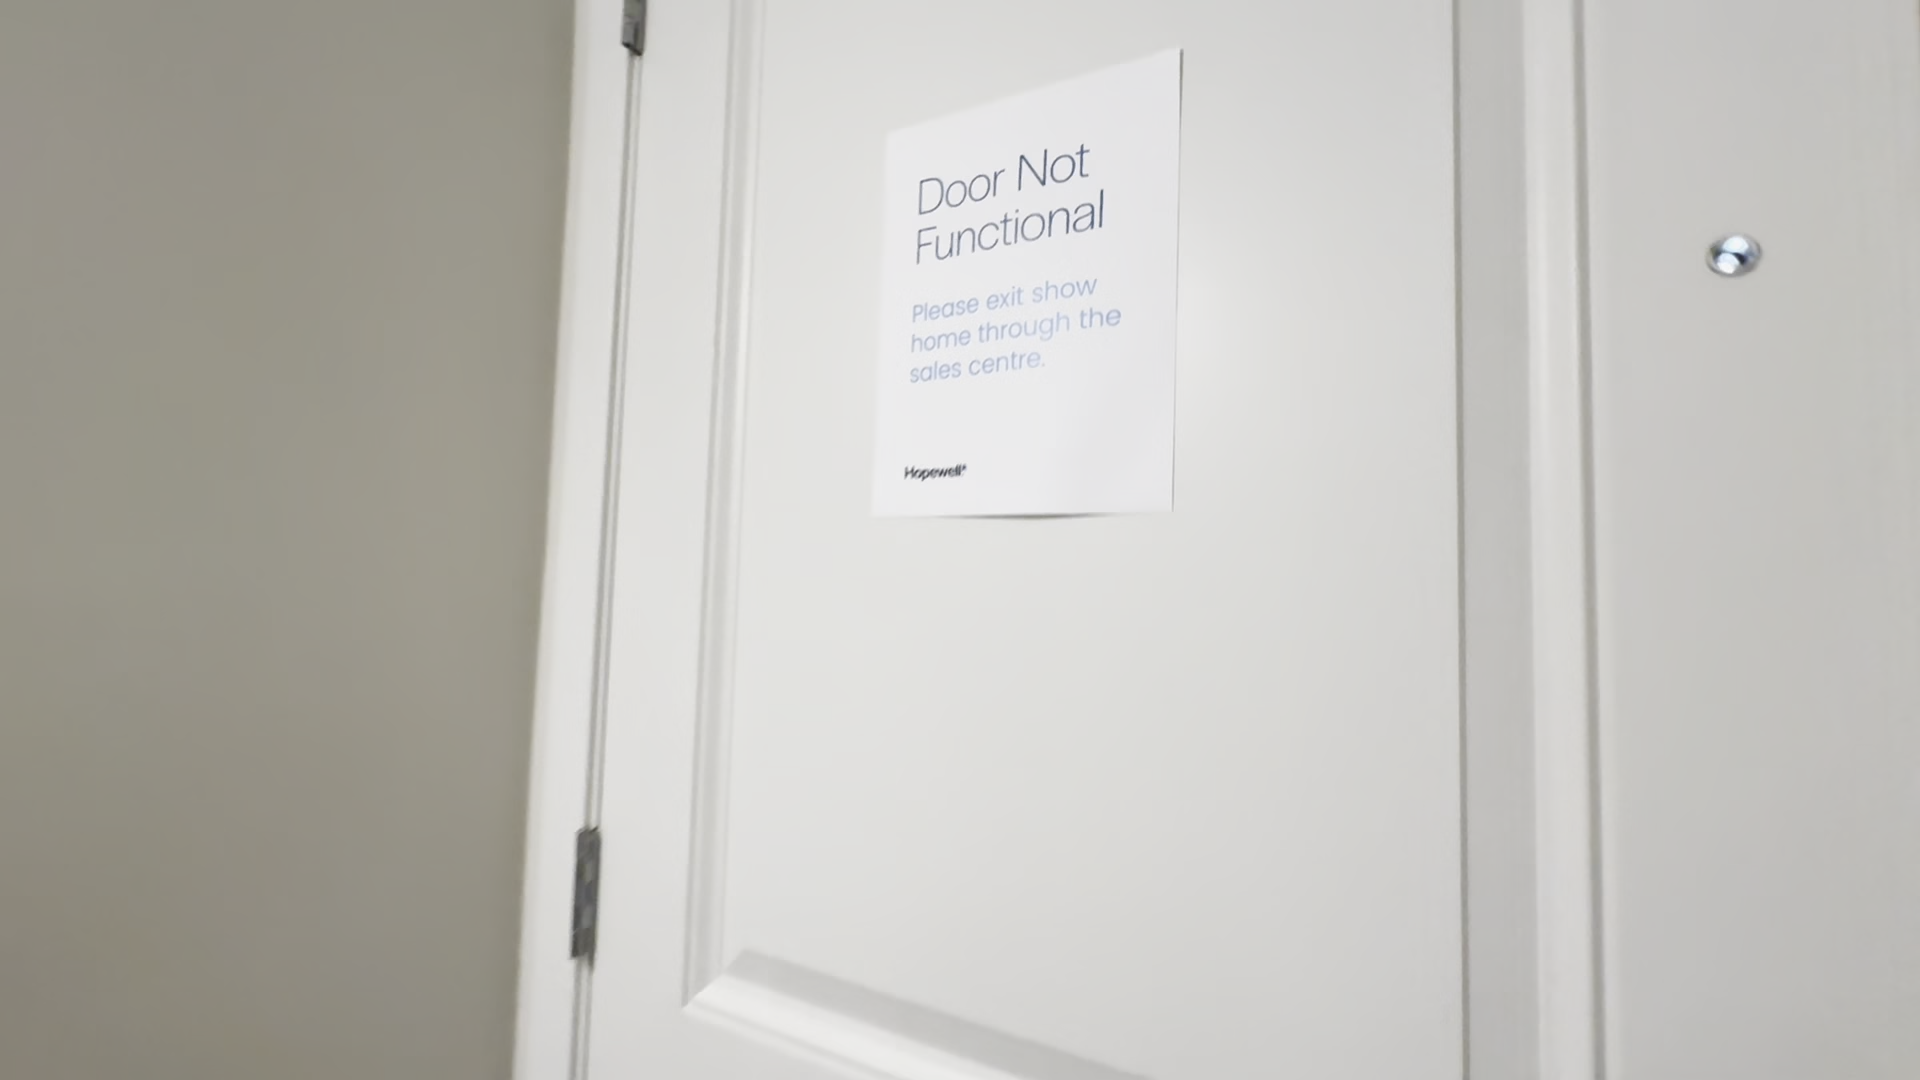 Door Not
Functional
Please exit show
home through the
sales centre.
Hopewell